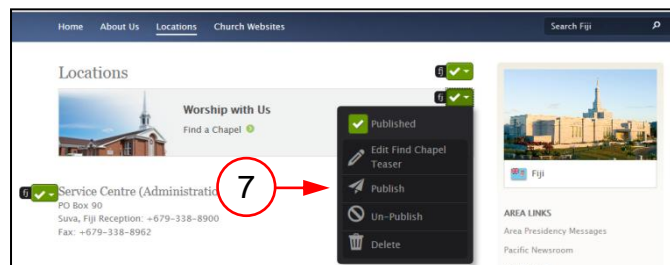 Home About Us Locations Church Websites Search Fiji
Locations
fj
Worship with Us
Find a Chapel
fj
Published
Edit Find Chapel
Teaser
Publish
Un-Publish
Delete
7
fj
Service Centre (Administratio
PO Box 90
Suva, Fiji Reception: +679-338-8900
Fax: +679-338-8962
Fiji
AREA LINKS
Area Presidency Messages
Pacific Newsroom